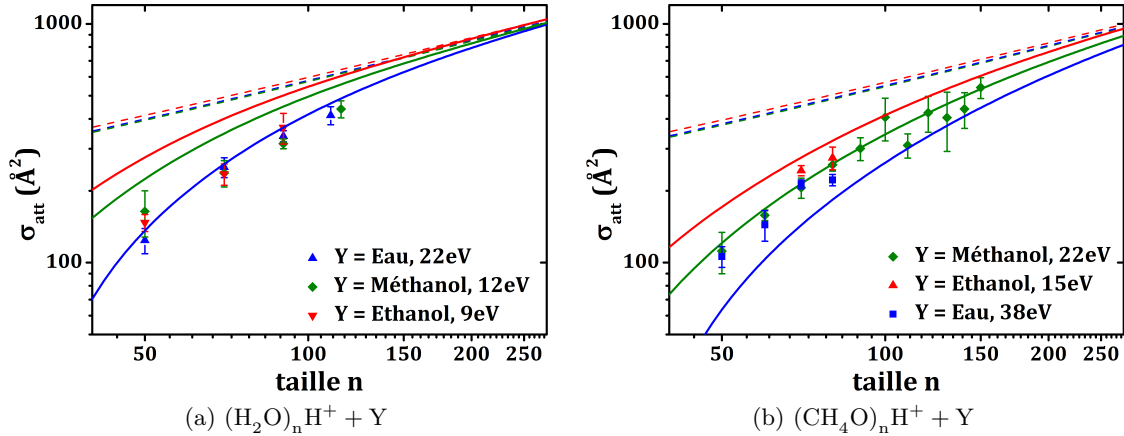 1000
100
σatt (Å²)
50 100 150 200 250
taille n
Y = Eau, 22eV
Y = Méthanol, 12eV
Y = Ethanol, 9eV
(a) (H₂O)ₙH⁺ + Y
1000
100
σatt (Å²)
50 100 150 200 250
taille n
Y = Méthanol, 22eV
Y = Ethanol, 15eV
Y = Eau, 38eV
(b) (CH₄O)ₙH⁺ + Y